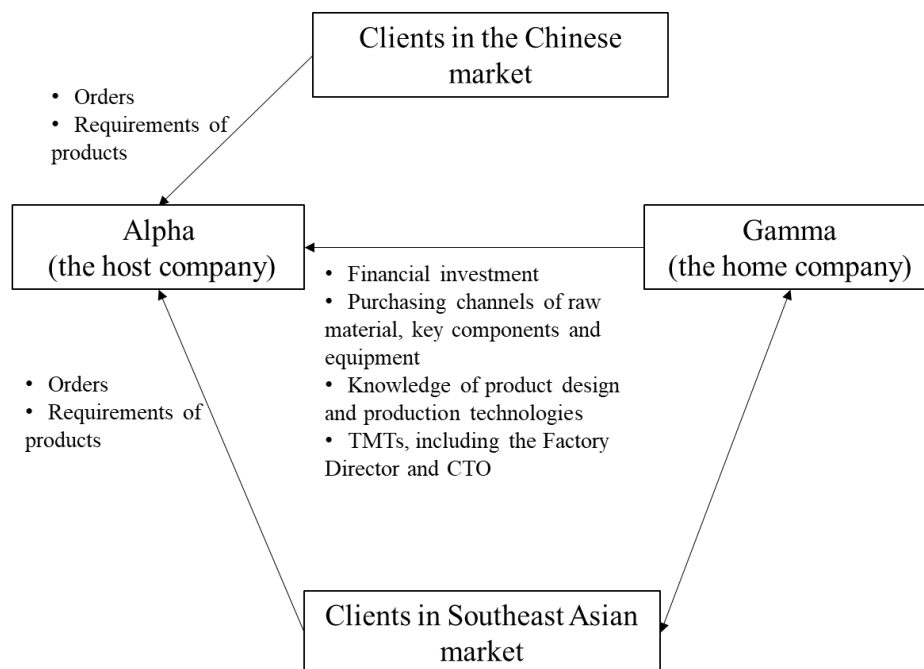 Clients in the Chinese
market
• Orders
• Requirements of
products
Alpha
(the host company)
Gamma
(the home company)
• Financial investment
• Purchasing channels of raw
material, key components and
equipment
• Knowledge of product design
and production technologies
• TMTs, including the Factory
Director and CTO
• Orders
• Requirements of
products
Clients in Southeast Asian
market